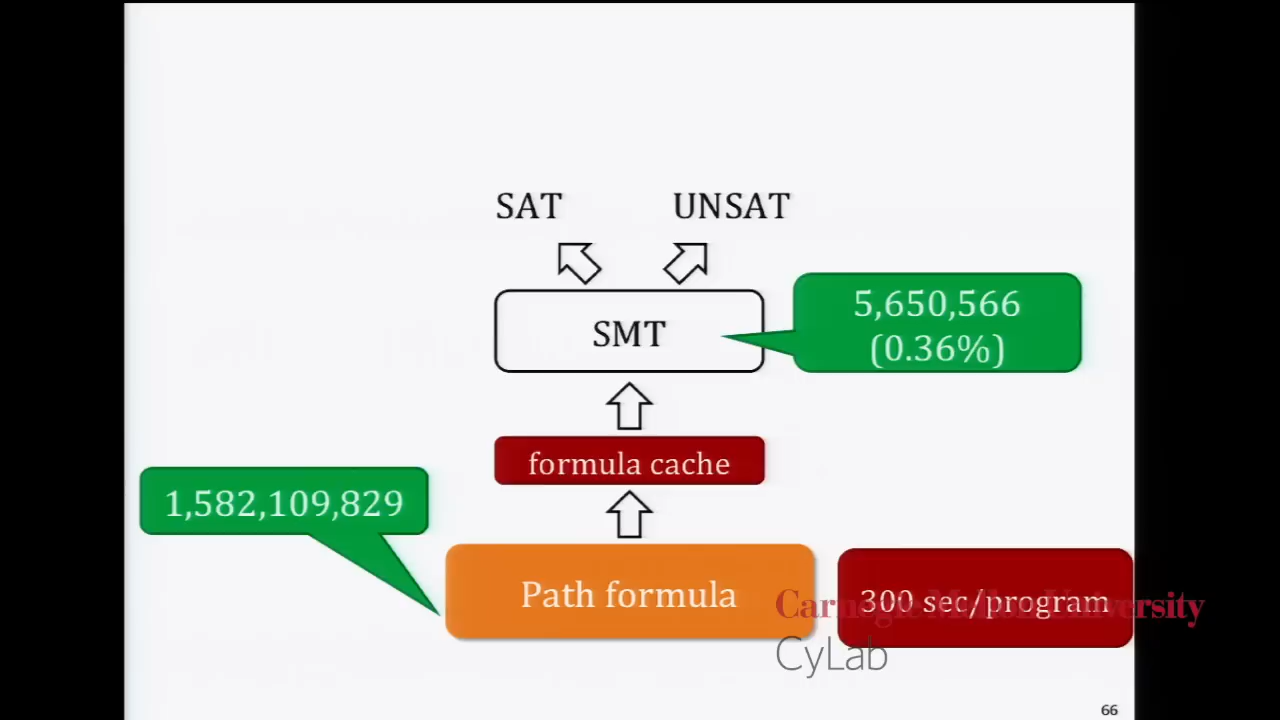 SAT
UNSAT
SMT
5,650,566
(0.36%)
formula cache
1,582,109,829
Path formula
300 sec/program
Carnegie Mellon University
CyLab
66